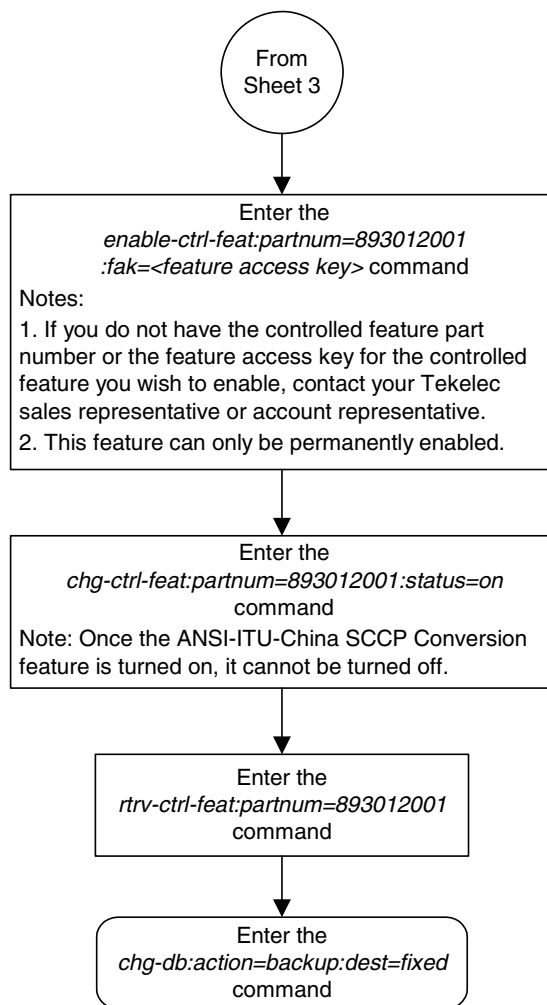 From
Sheet 3
Enter the
enable-ctrl-feat:partnum=893012001
:fak=<feature access key> command
Notes:
1. If you do not have the controlled feature part
number or the feature access key for the controlled
feature you wish to enable, contact your Tekelec
sales representative or account representative.
2. This feature can only be permanently enabled.
Enter the
chg-ctrl-feat:partnum=893012001:status=on
command
Note: Once the ANSI-ITU-China SCCP Conversion
feature is turned on, it cannot be turned off.
Enter the
rtrv-ctrl-feat:partnum=893012001
command
Enter the
chg-db:action=backup:dest=fixed
command